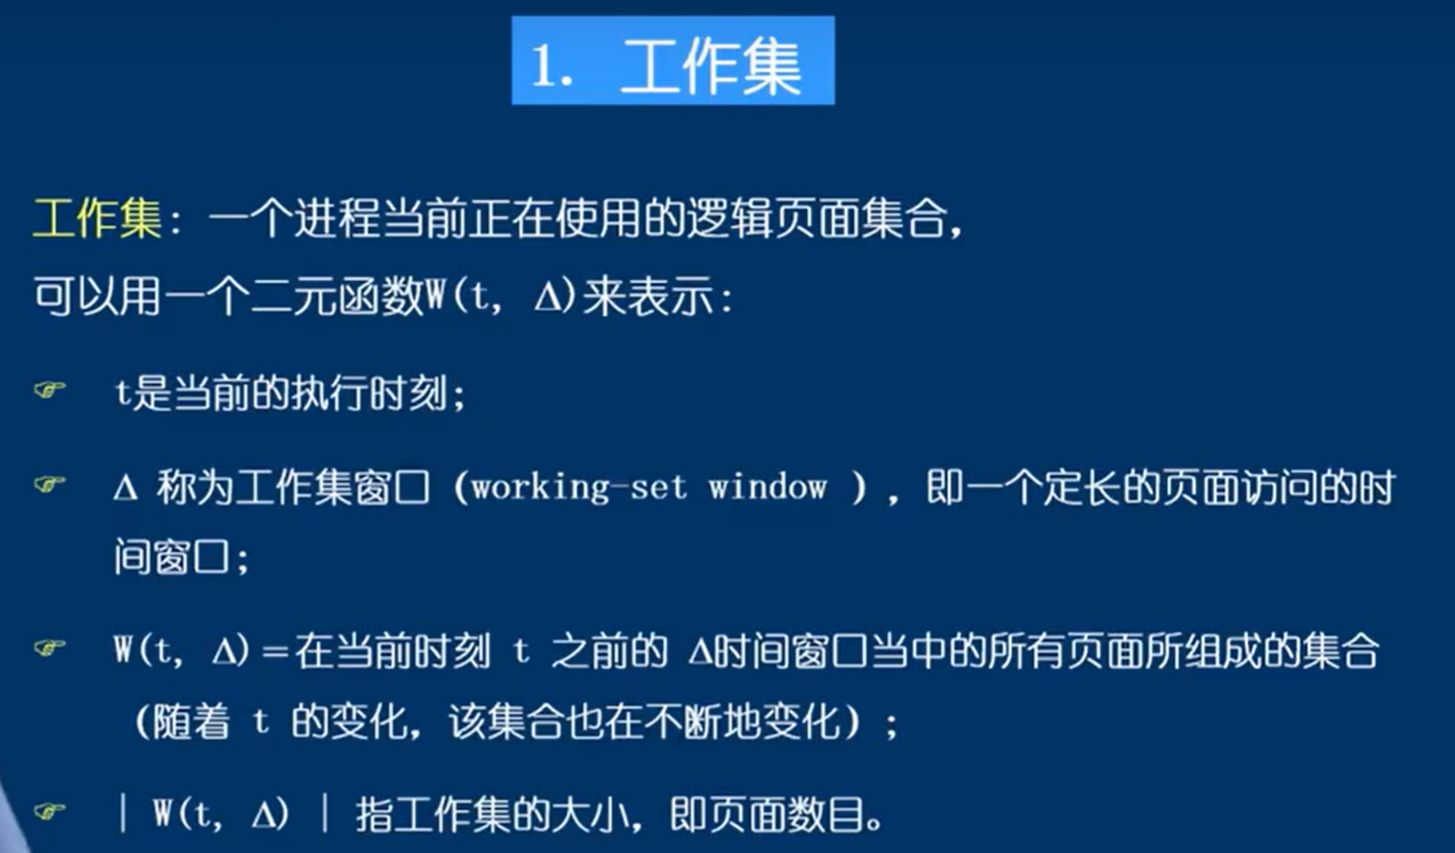 1. 工作集
工作集：一个进程当前正在使用的逻辑页面集合，
可以用一个二元函数W(t, Δ)来表示：
t是当前的执行时刻；
Δ 称为工作集窗口（working-set window ），即一个定长的页面访问的时
间窗口；
W(t, Δ)＝在当前时刻 t 之前的 Δ时间窗口当中的所有页面所组成的集合
（随着 t 的变化，该集合也在不断地变化）；
| W(t, Δ) | 指工作集的大小，即页面数目。